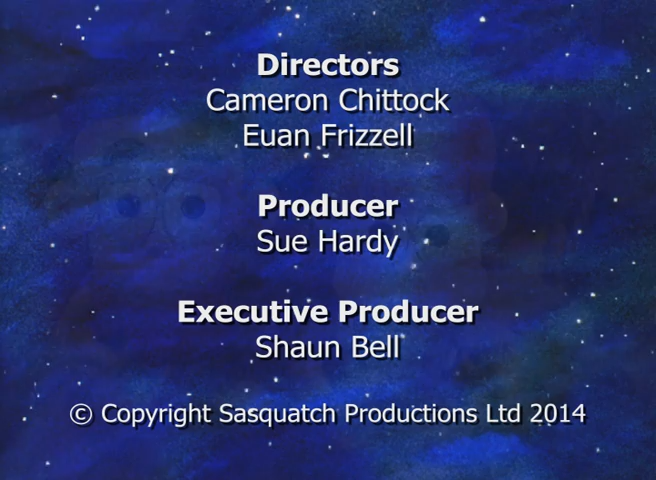 Directors
Cameron Chittock
Euan Frizzell
Producer
Sue Hardy
Executive Producer
Shaun Bell
© Copyright Sasquatch Productions Ltd 2014